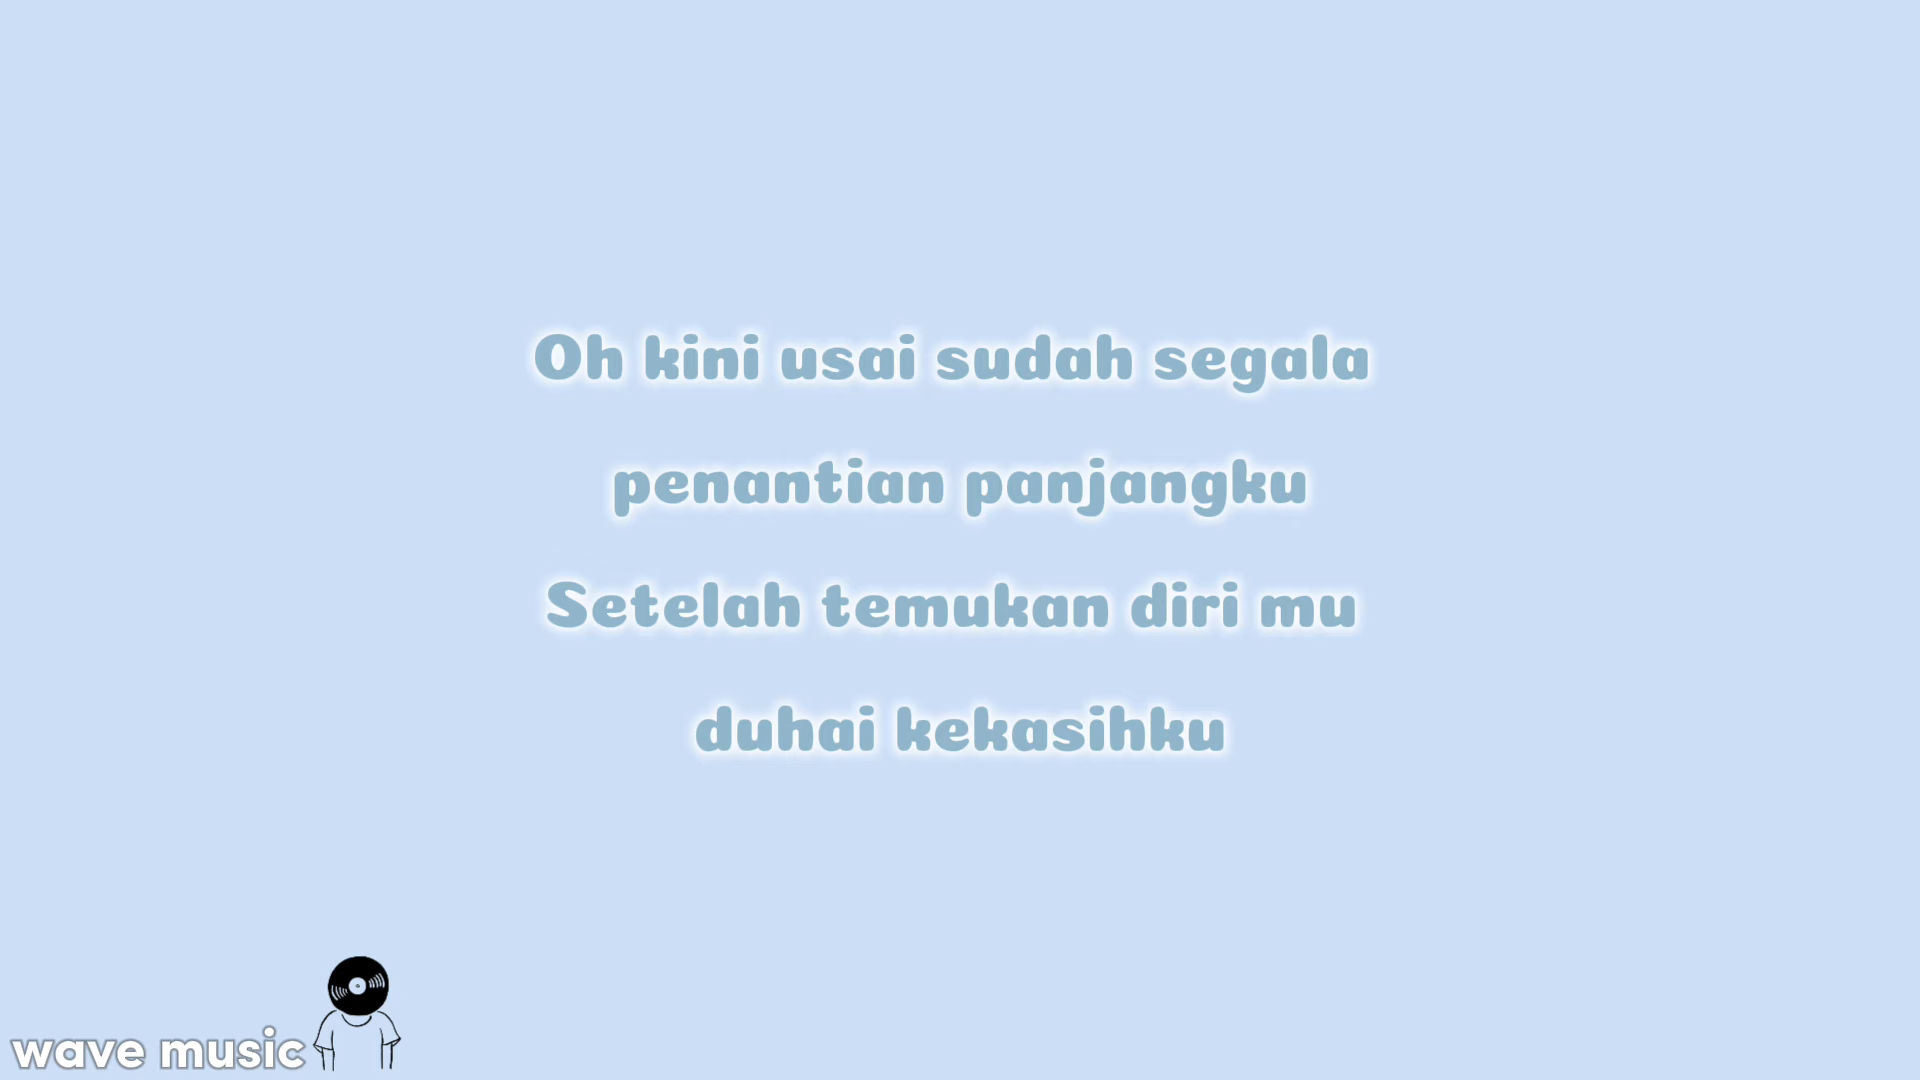 Oh kini usai sudah segala
penantian panjangku
Setelah temukan diri mu
duhai kekasihku
wave music